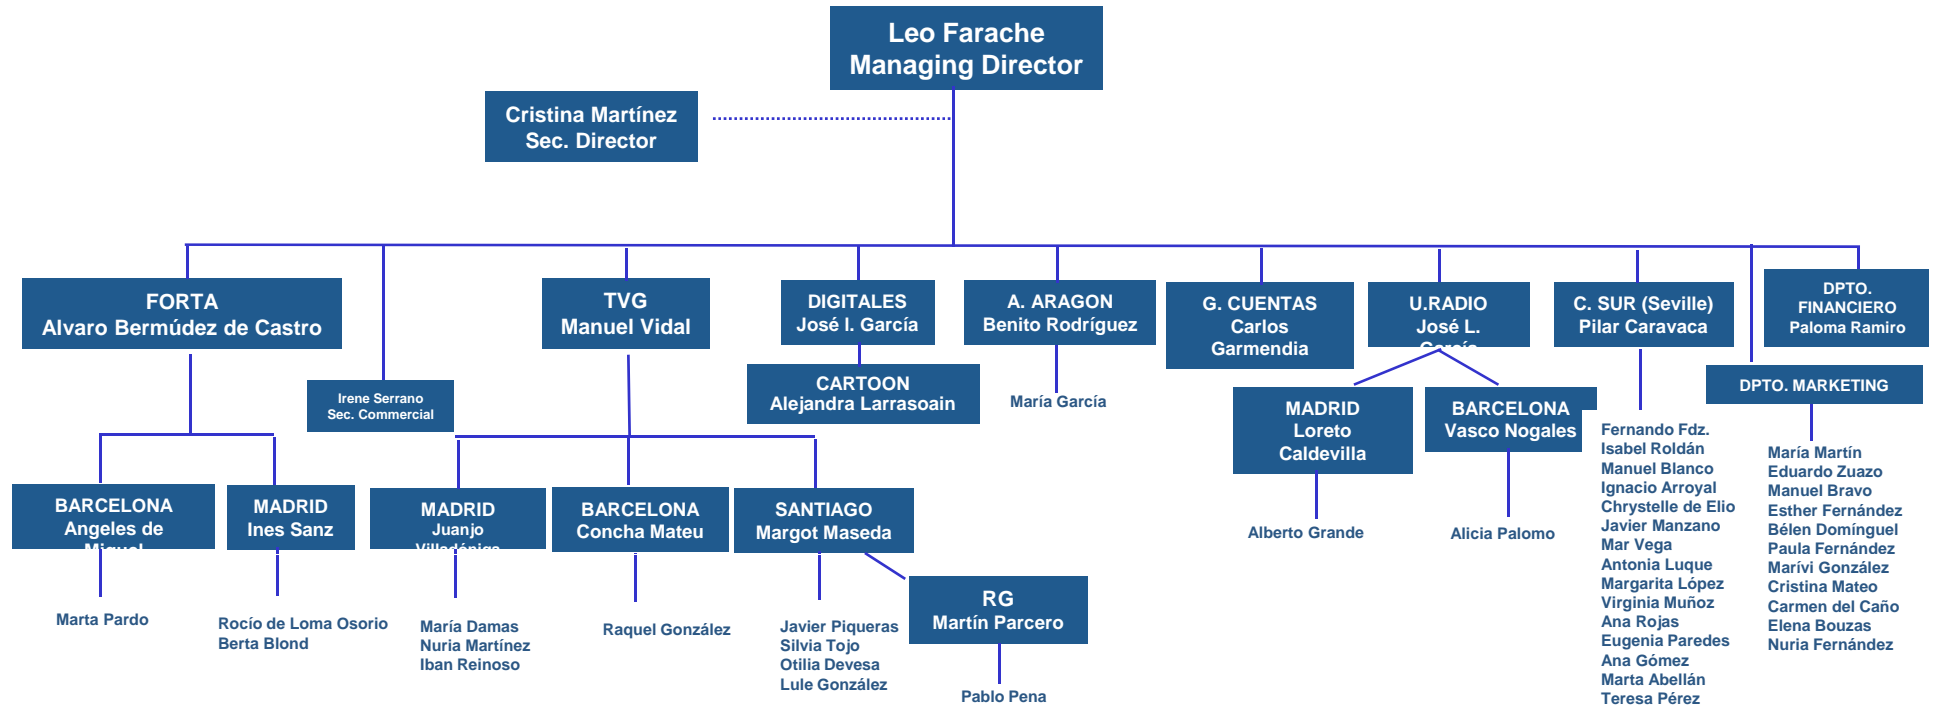 Leo Farache
Managing Director
Cristina Martínez
Sec. Director
FORTA
Alvaro Bermúdez de Castro
TVG
Manuel Vidal
DIGITALES
José I. García
A. ARAGON
Benito Rodríguez
G. CUENTAS
Carlos
Garmendia
U.RADIO
José L.
García
C. SUR (Seville)
Pilar Caravaca
DPTO.
FINANCIERO
Paloma Ramiro
Irene Serrano
Sec. Commercial
CARTOON
Alejandra Larrasoain
María García
MADRID
Loreto
Caldevilla
BARCELONA
Vasco Nogales
DPTO. MARKETING
BARCELONA
Angeles de
Miguel
MADRID
Ines Sanz
MADRID
Juanjo
Villadóniga
BARCELONA
Concha Mateu
SANTIAGO
Margot Maseda
Alberto Grande
Alicia Palomo
Fernando Fdz.
Isabel Roldán
Manuel Blanco
Ignacio Arroyal
Chrystelle de Elio
Javier Manzano
Mar Vega
Antonia Luque
Margarita López
Virginia Muñoz
Ana Rojas
Eugenia Paredes
Ana Gómez
Marta Abellán
Teresa Pérez
María Martín
Eduardo Zuazo
Manuel Bravo
Esther Fernández
Bélen Domínguel
Paula Fernández
Maríví González
Cristina Mateo
Carmen del Caño
Elena Bouzas
Nuria Fernández
Marta Pardo
Rocío de Loma Osorio
Berta Blond
María Damas
Nuria Martínez
Iban Reinoso
Raquel González
Javier Piqueras
Silvia Tojo
Otilia Devesa
Lule González
RG
Martín Parcero
Pablo Pena